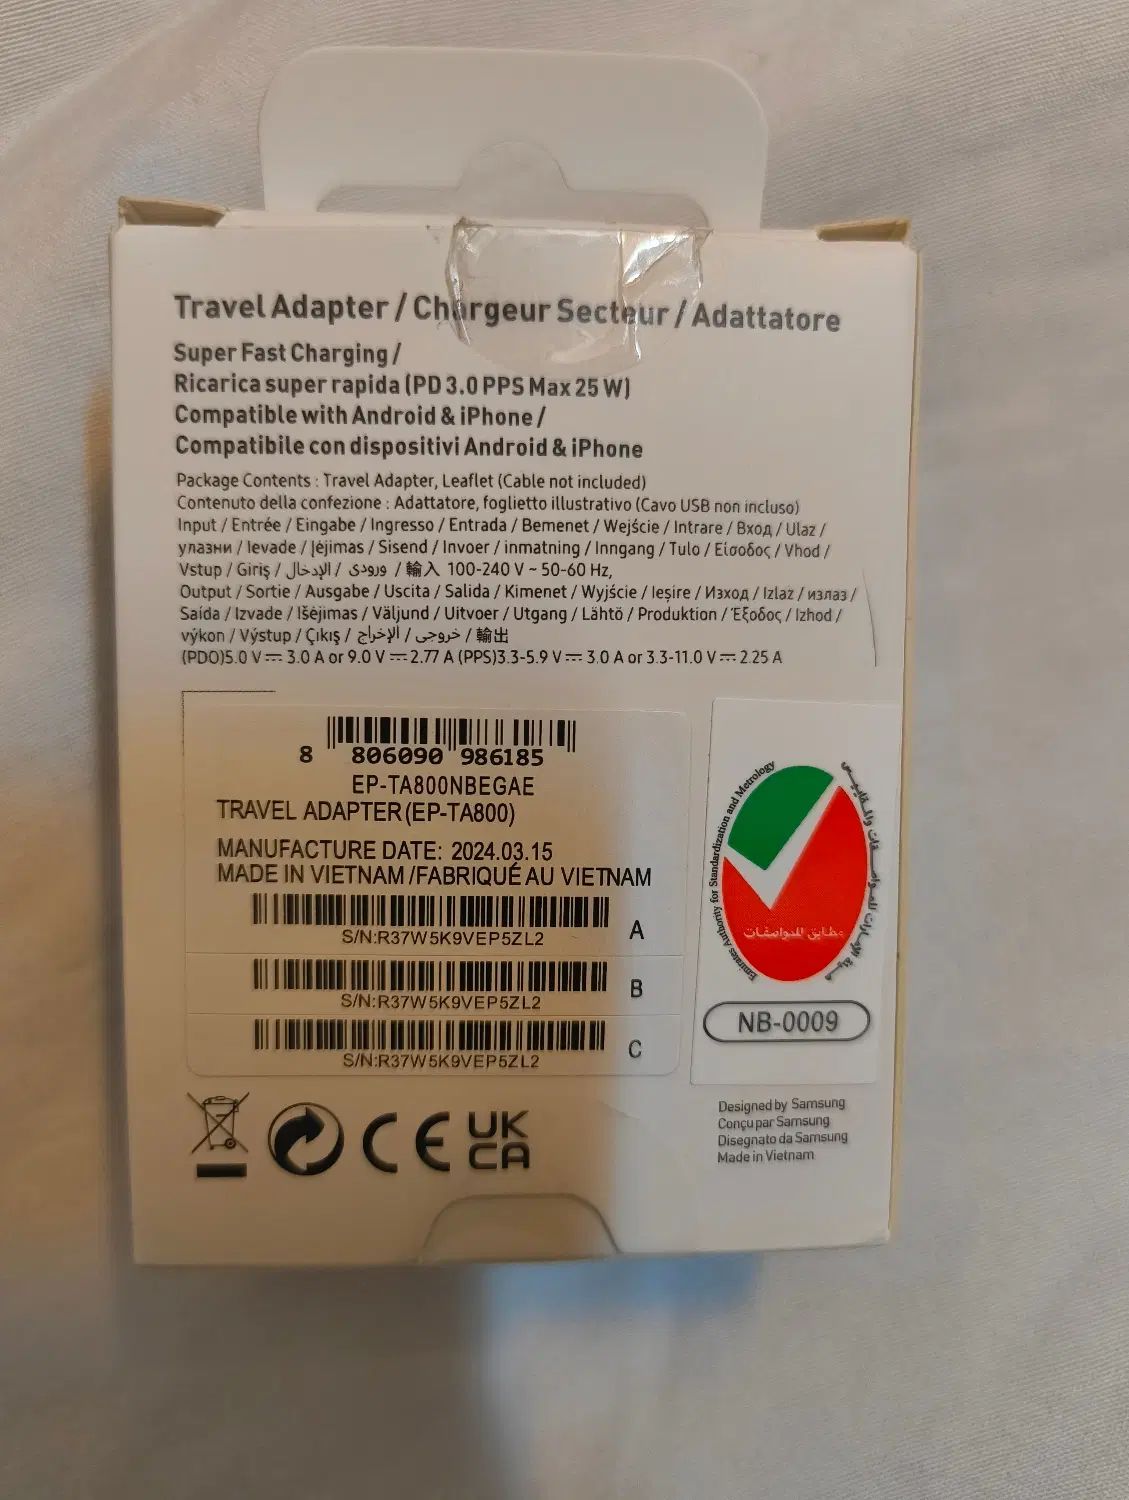 Travel Adapter / Chargeur Secteur / Adattatore
Super Fast Charging /
Ricarica super rapida (PD 3.0 PPS Max 25 W)
Compatible with Android & iPhone /
Compatibile con dispositivi Android & iPhone
Package Contents : Travel Adapter, Leaflet (Cable not included)
Contenuto della confezione : Adattatore, foglietto illustrativo (Cavo USB non incluso)
Input / Entrée / Eingabe / Ingresso / Entrada / Bemenet / Wejście / Intrare / Вход / Ulaz /
улазни / Ievade / Įėjimas / Sisend / Invoer / inmatning / Inngang / Tulo / Είσοδος / Vhod /
Vstup / Giriş / الإدخال / ورودی / 輸入 100-240 V ~ 50-60 Hz,
Output / Sortie / Ausgabe / Uscita / Salida / Kimenet / Wyjście / Ieșire / Изход / Izlaz / излаз /
Saída / Izvade / Išėjimas / Väljund / Uitvoer / Utgang / Lähtö / Produktion / Έξοδος / Izhod /
výkon / Výstup / Çıkış / الإخراج / خروجی / 輸出
(PDO)5.0 V ⎓ 3.0 A or 9.0 V ⎓ 2.77 A (PPS)3.3-5.9 V ⎓ 3.0 A or 3.3-11.0 V ⎓ 2.25 A
8 806090 986185
EP-TA800NBEGAE
TRAVEL ADAPTER(EP-TA800)
MANUFACTURE DATE: 2024.03.15
MADE IN VIETNAM /FABRIQUÉ AU VIETNAM
S/N:R37W5K9VEP5ZL2 A
S/N:R37W5K9VEP5ZL2 B
S/N:R37W5K9VEP5ZL2 C
Emirates Authority for Standardization and Metrology
هيئة الإمارات للمواصفات والمقاييس
مطابق للمواصفات
NB-0009
CE
UK
CA
Designed by Samsung
Conçu par Samsung
Disegnato da Samsung
Made in Vietnam